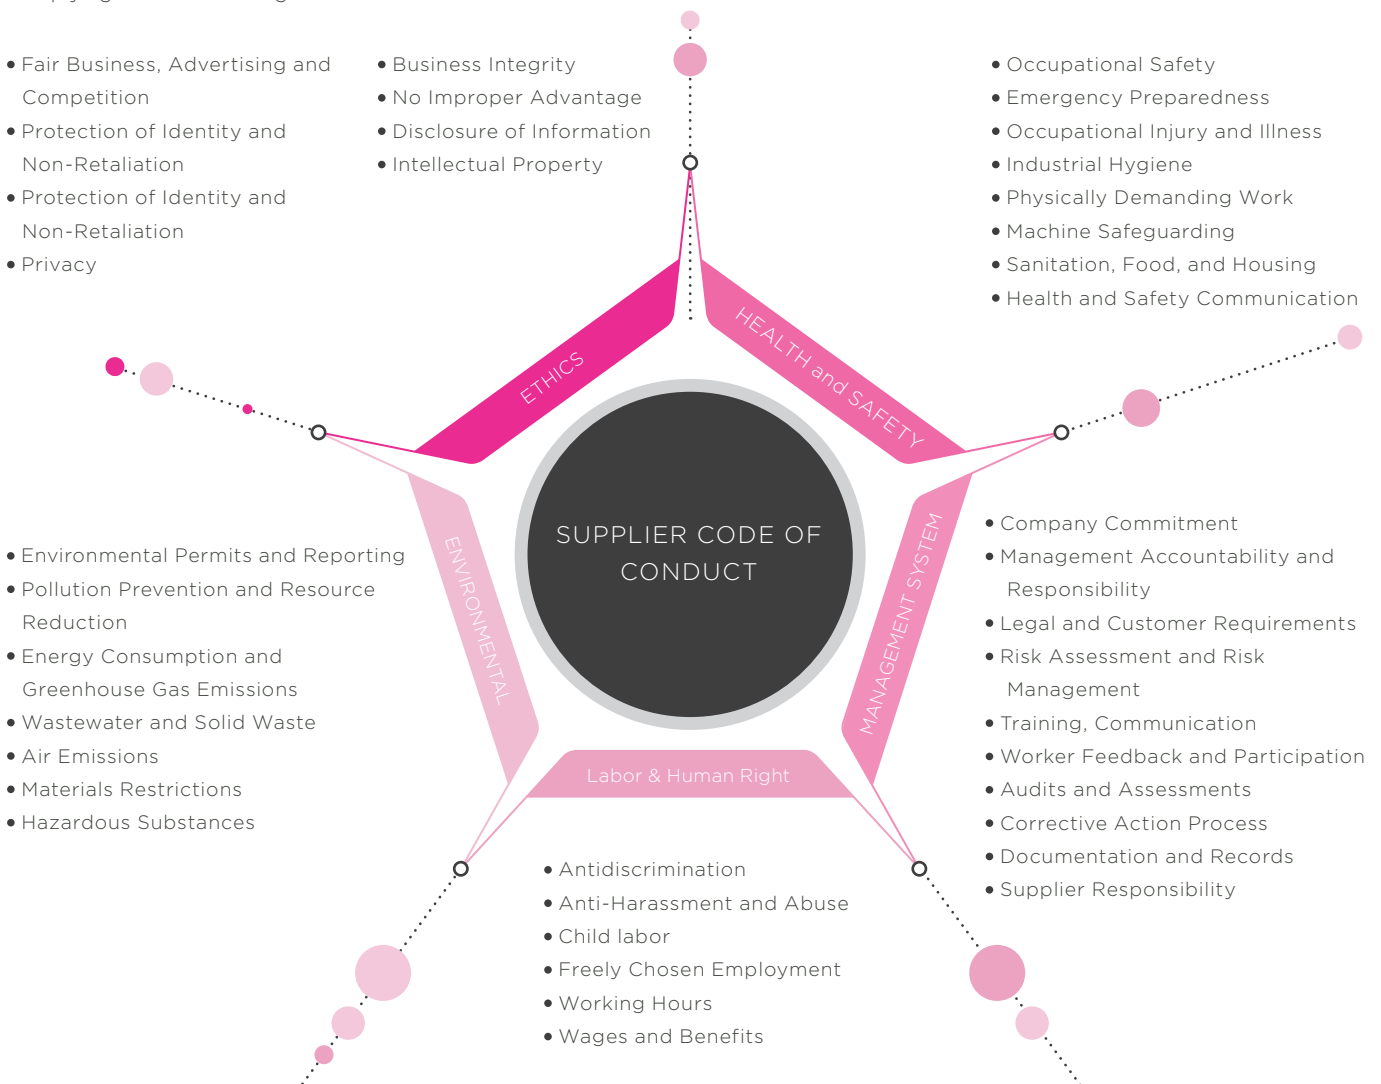 • Fair Business, Advertising and
Competition
• Protection of Identity and
Non-Retaliation
• Protection of Identity and
Non-Retaliation
• Privacy
• Business Integrity
• No Improper Advantage
• Disclosure of Information
• Intellectual Property
• Occupational Safety
• Emergency Preparedness
• Occupational Injury and Illness
• Industrial Hygiene
• Physically Demanding Work
• Machine Safeguarding
• Sanitation, Food, and Housing
• Health and Safety Communication
ETHICS
HEALTH and SAFETY
SUPPLIER CODE OF
CONDUCT
ENVIRONMENTAL
MANAGEMENT SYSTEM
Labor & Human Right
• Environmental Permits and Reporting
• Pollution Prevention and Resource
Reduction
• Energy Consumption and
Greenhouse Gas Emissions
• Wastewater and Solid Waste
• Air Emissions
• Materials Restrictions
• Hazardous Substances
• Company Commitment
• Management Accountability and
Responsibility
• Legal and Customer Requirements
• Risk Assessment and Risk
Management
• Training, Communication
• Worker Feedback and Participation
• Audits and Assessments
• Corrective Action Process
• Documentation and Records
• Supplier Responsibility
• Antidiscrimination
• Anti-Harassment and Abuse
• Child labor
• Freely Chosen Employment
• Working Hours
• Wages and Benefits